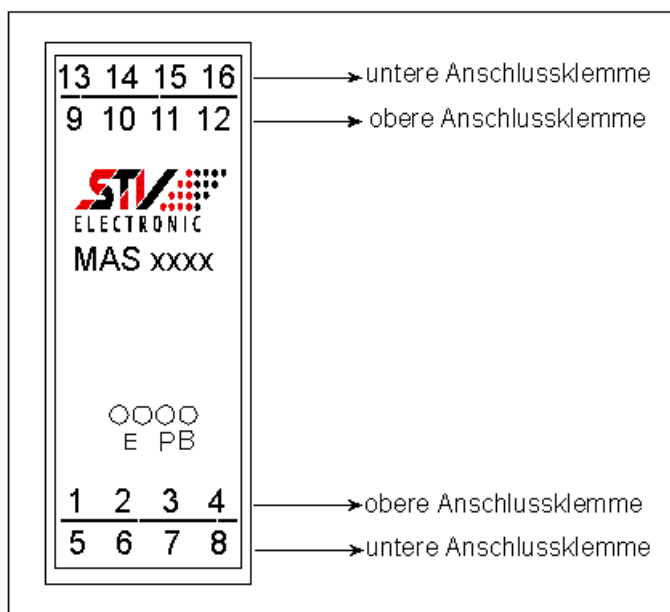 13 14 15 16 untere Anschlussklemme
9 10 11 12 obere Anschlussklemme
STV
ELECTRONIC
MAS xxxx
E PB
1 2 3 4 obere Anschlussklemme
5 6 7 8 untere Anschlussklemme